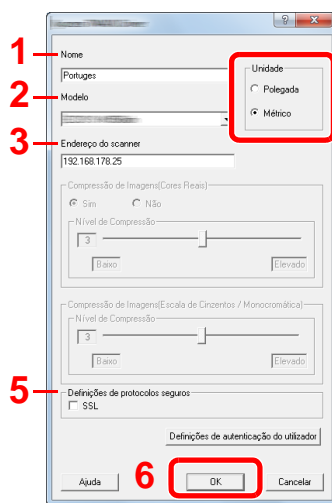 1 Nome
Portuges
Unidade
Polegada
Métrico
2 Modelo
3 Endereço do scanner
192.168.178.25
Compressão de Imagens(Cores Reais)
Sim Não
Nível de Compressão
3
Baixo Elevado
Compressão de Imagens(Escala de Cinzentos / Monocromática)
Nível de Compressão
3
Baixo Elevado
5 Definições de protocolos seguros
SSL
Definições de autenticação do utilizador
Ajuda 6 OK Cancelar